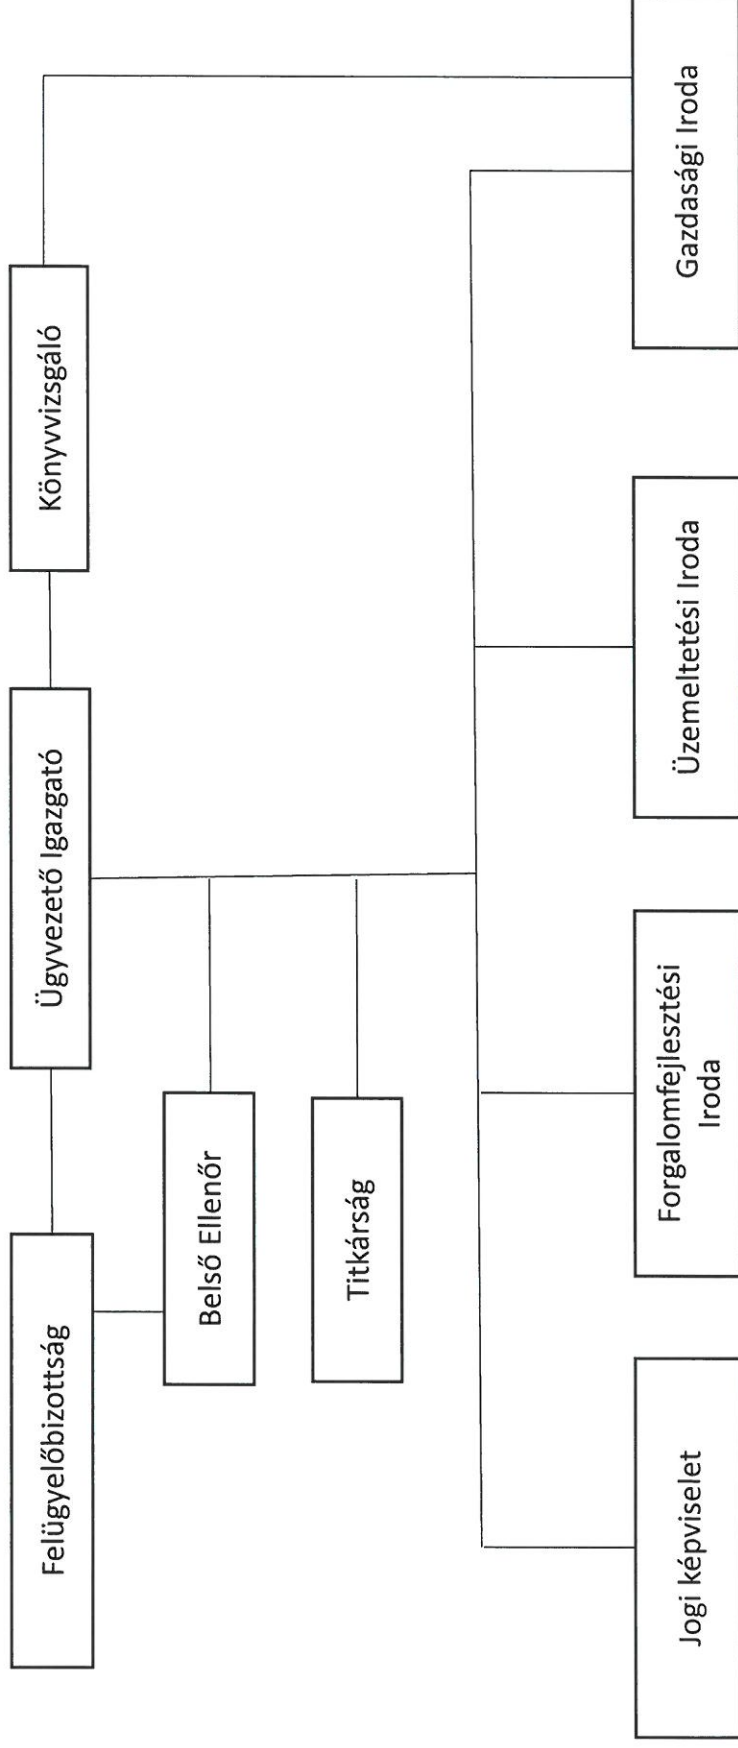 Felügyelőbizottság
Ügyvezető Igazgató
Könyvvizsgáló
Belső Ellenőr
Titkárság
Jogi képviselet
Forgalomfejlesztési
Iroda
Üzemeltetési Iroda
Gazdasági Iroda